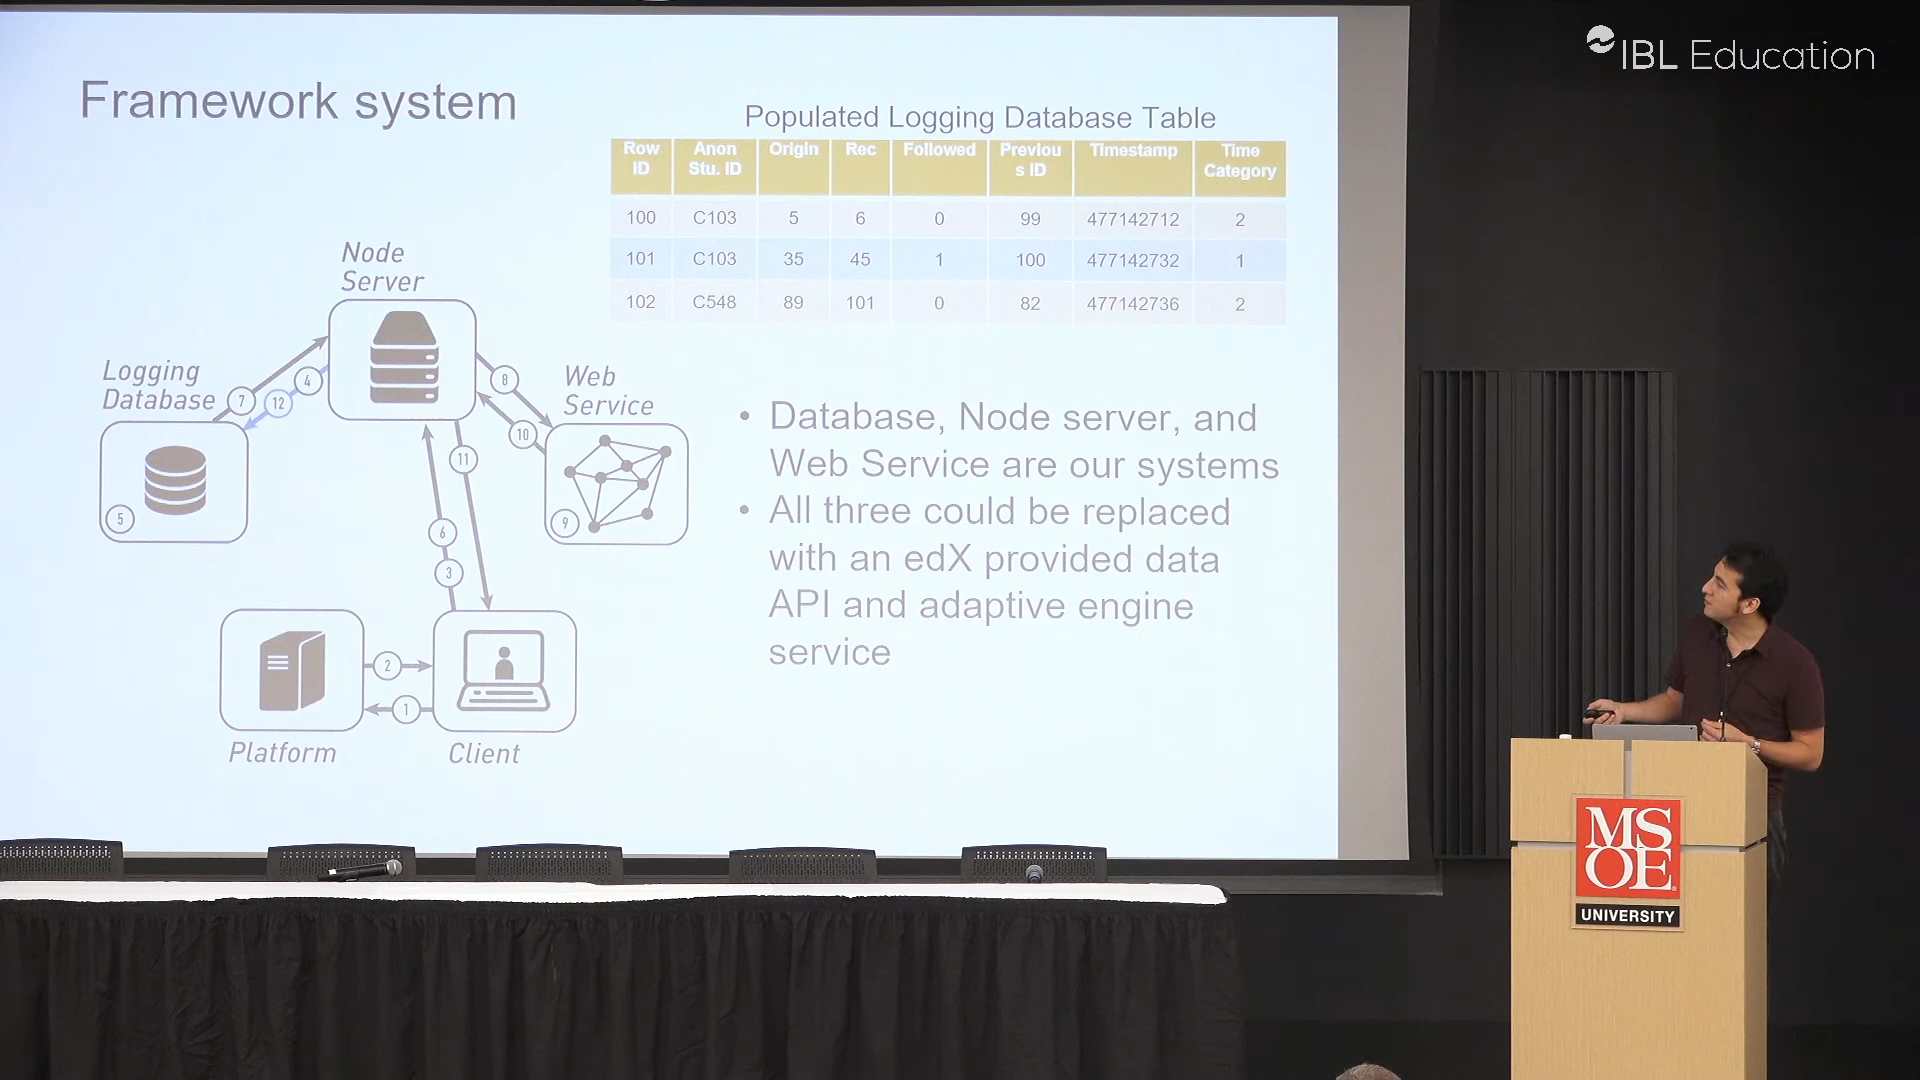 IBL Education
Framework system
Populated Logging Database Table
Row ID Anon Stu. ID Origin Rec Followed Previou s ID Timestamp Time Category
100 C103 5 6 0 99 477142712 2
101 C103 35 45 1 100 477142732 1
102 C548 89 101 0 82 477142736 2
Node
Server
Logging
Database
Web
Service
7
4
12
8
10
11
5
9
6
3
2
1
Platform
Client
• Database, Node server, and
Web Service are our systems
• All three could be replaced
with an edX provided data
API and adaptive engine
service
MS
OE
UNIVERSITY